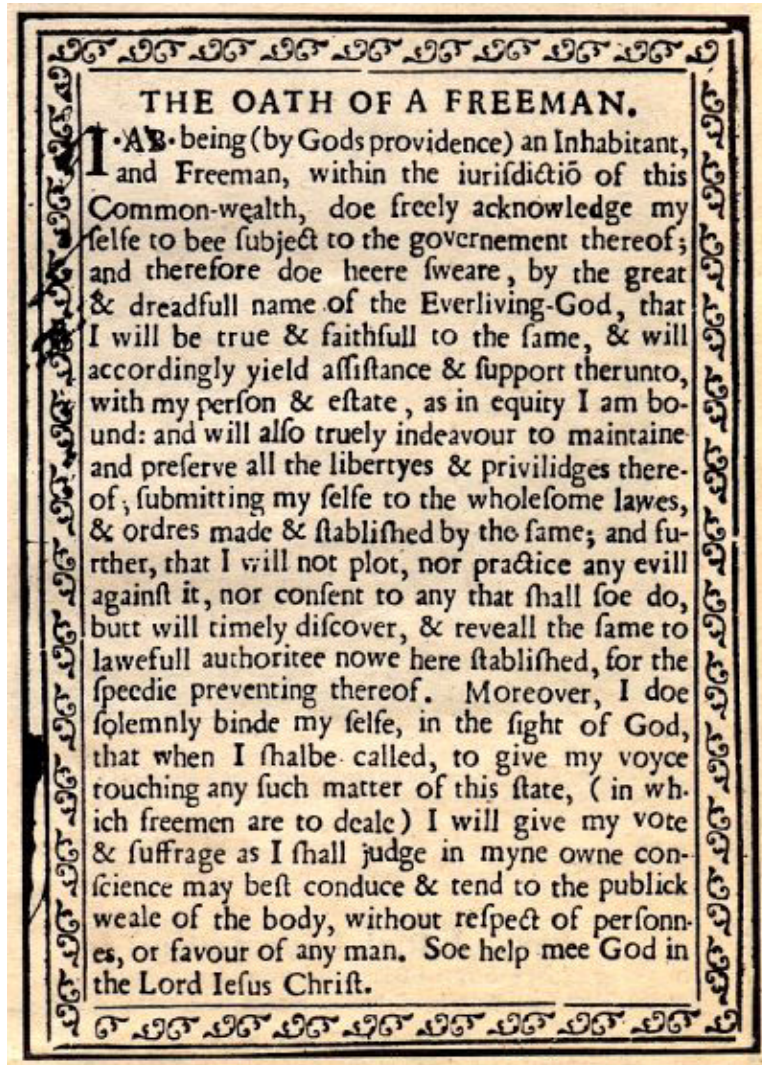 THE OATH OF A FREEMAN.
I·AB· being (by Gods providence) an Inhabitant,
and Freeman, within the iuriſdictiō of this
Common-wealth, doe freely acknowledge my
ſelfe to bee ſubject to the governement thereof;
and therefore doe heere ſweare, by the great
& dreadfull name of the Everliving-God, that
I will be true & faithfull to the ſame, & will
accordingly yield aſſiſtance & ſupport therunto,
with my perſon & eſtate, as in equity I am bo-
und: and will alſo truely indeavour to maintaine
and preſerve all the libertyes & privilidges there-
of, ſubmitting my ſelfe to the wholeſome lawes,
& ordres made & ſtabliſhed by the ſame; and fu-
rther, that I will not plot, nor practice any evill
againſt it, nor conſent to any that ſhall ſoe do,
butt will timely diſcover, & reveall the ſame to
lawefull authoritee nowe here ſtabliſhed, for the
ſpeedie preventing thereof. Moreover, I doe
ſolemnly binde my ſelfe, in the ſight of God,
that when I ſhalbe called, to give my voyce
touching any ſuch matter of this ſtate, (in wh-
ich freemen are to deale) I will give my vote
& ſuffrage as I ſhall judge in myne owne con-
ſcience may beſt conduce & tend to the publick
weale of the body, without reſpect of perſonn-
es, or favour of any man. Soe help mee God in
the Lord Ieſus Chriſt.